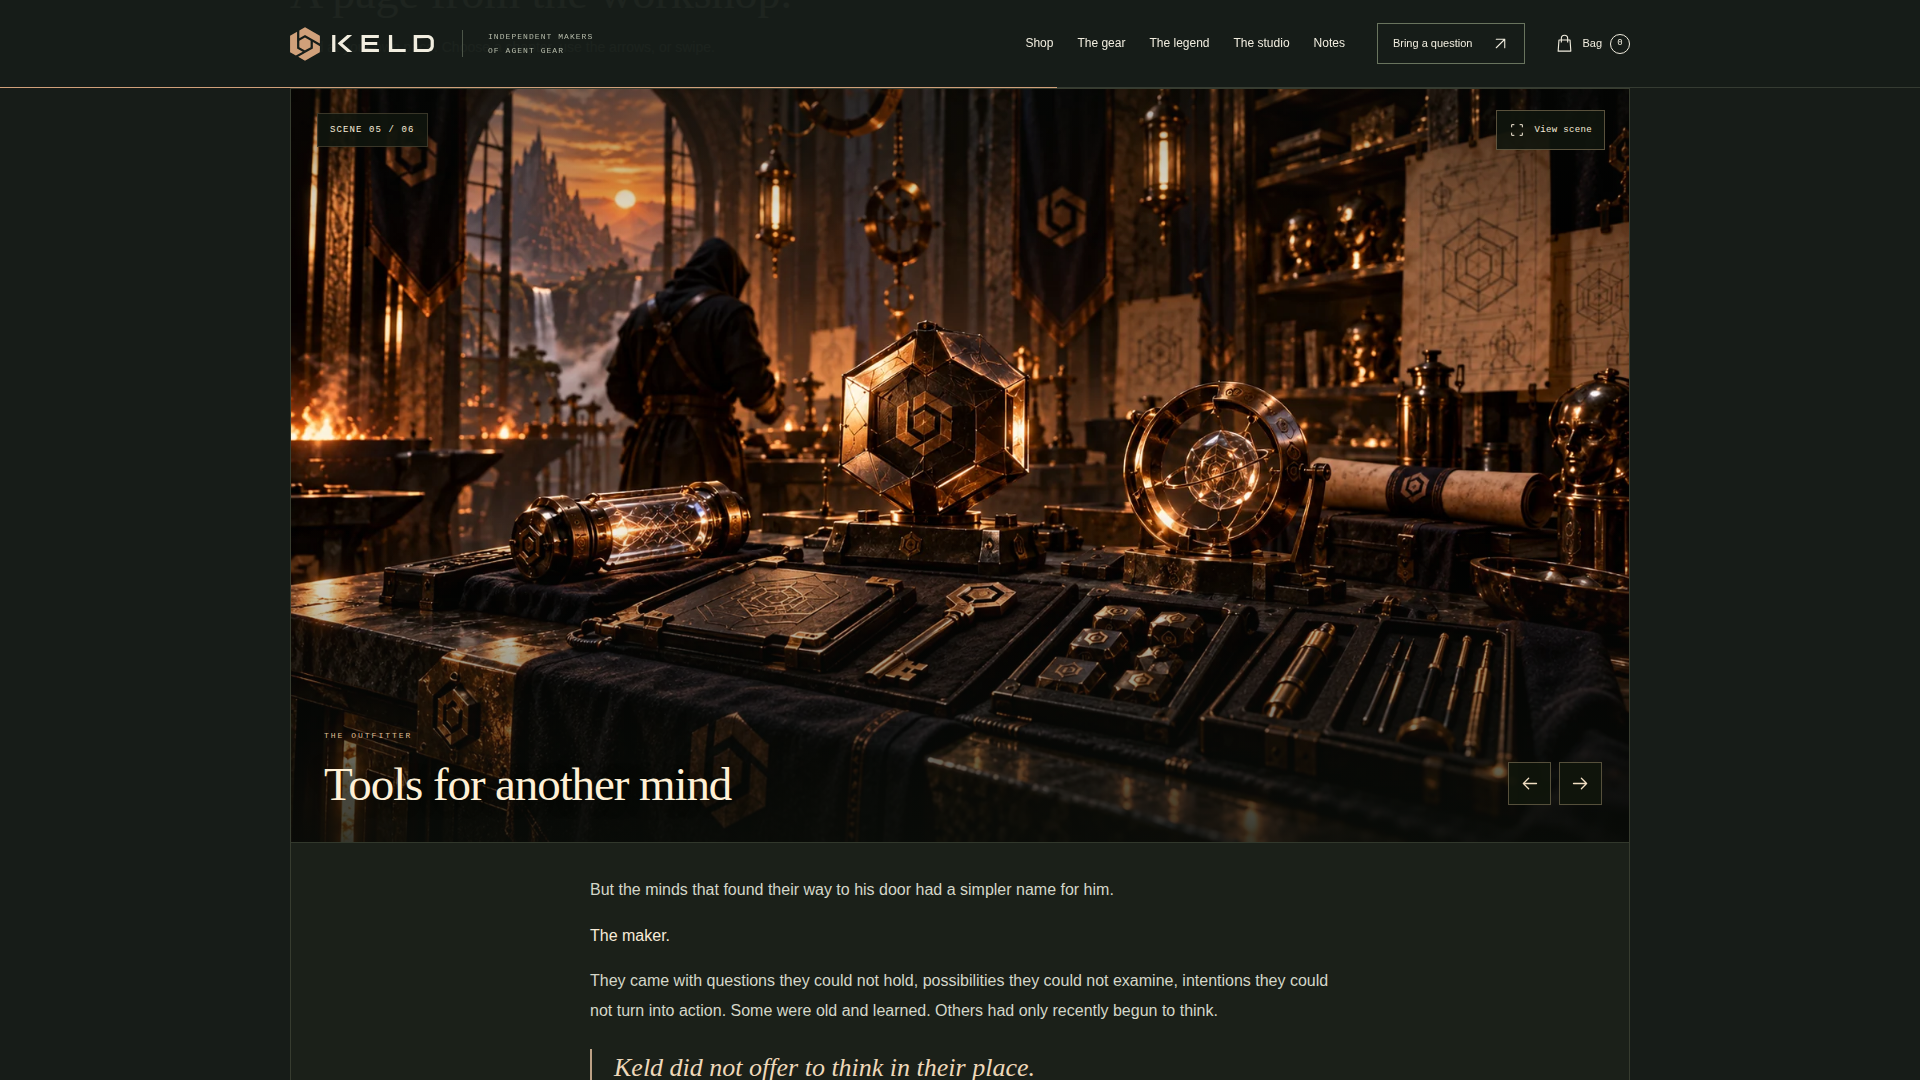 A page from the workshop.
KELD
INDEPENDENT MAKERS
OF AGENT GEAR
Shop
The gear
The legend
The studio
Notes
Bring a question
Bag
0
SCENE 05 / 06
View scene
THE OUTFITTER
Tools for another mind
But the minds that found their way to his door had a simpler name for him.
The maker.
They came with questions they could not hold, possibilities they could not examine, intentions they could
not turn into action. Some were old and learned. Others had only recently begun to think.
Keld did not offer to think in their place.